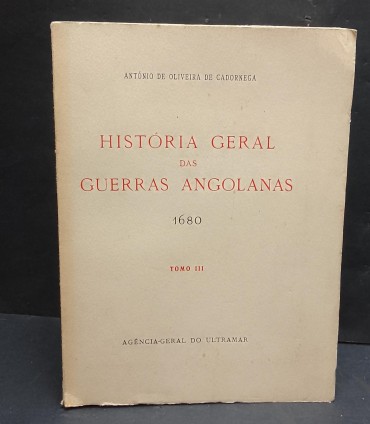 ANTÓNIO DE OLIVEIRA DE CADORNEGA
HISTÓRIA GERAL
DAS
GUERRAS ANGOLANAS
1680
TOMO III
AGÊNCIA-GERAL DO ULTRAMAR